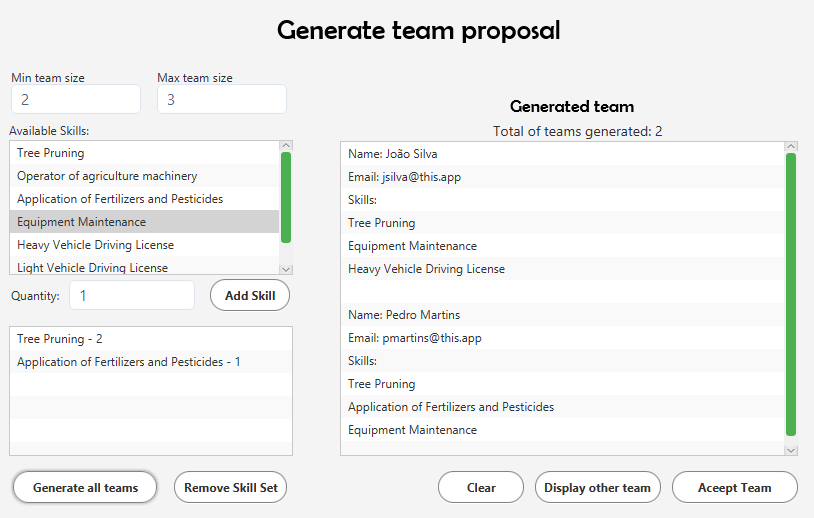 Generate team proposal
Min team size
Max team size
2
3
Available Skills:
Tree Pruning
Operator of agriculture machinery
Application of Fertilizers and Pesticides
Equipment Maintenance
Heavy Vehicle Driving License
Light Vehicle Driving License
Quantity:
1
Add Skill
Tree Pruning - 2
Application of Fertilizers and Pesticides - 1
Generate all teams
Remove Skill Set
Generated team
Total of teams generated: 2
Name: João Silva
Email: jsilva@this.app
Skills:
Tree Pruning
Equipment Maintenance
Heavy Vehicle Driving License
Name: Pedro Martins
Email: pmartins@this.app
Skills:
Tree Pruning
Application of Fertilizers and Pesticides
Equipment Maintenance
Clear
Display other team
Aceept Team